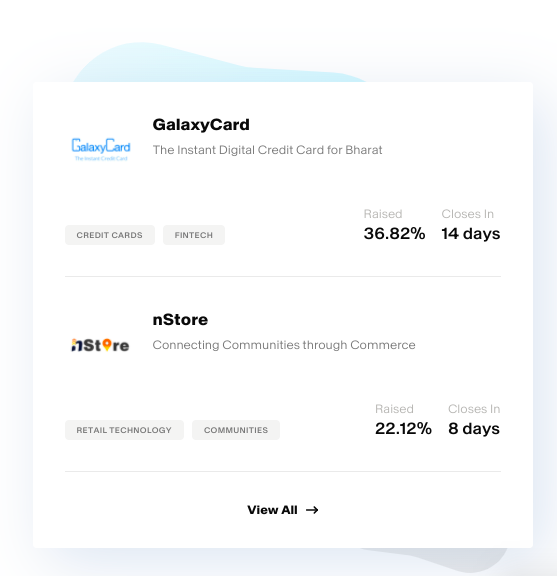 GalaxyCard
GalaxyCard
The Instant Digital Credit Card for Bharat
The Instant Credit Card
Raised
Closes In
36.82%
14 days
CREDIT CARDS
FINTECH
nStore
nStore
Connecting Communities through Commerce
Raised
Closes In
22.12%
8 days
RETAIL TECHNOLOGY
COMMUNITIES
View All →